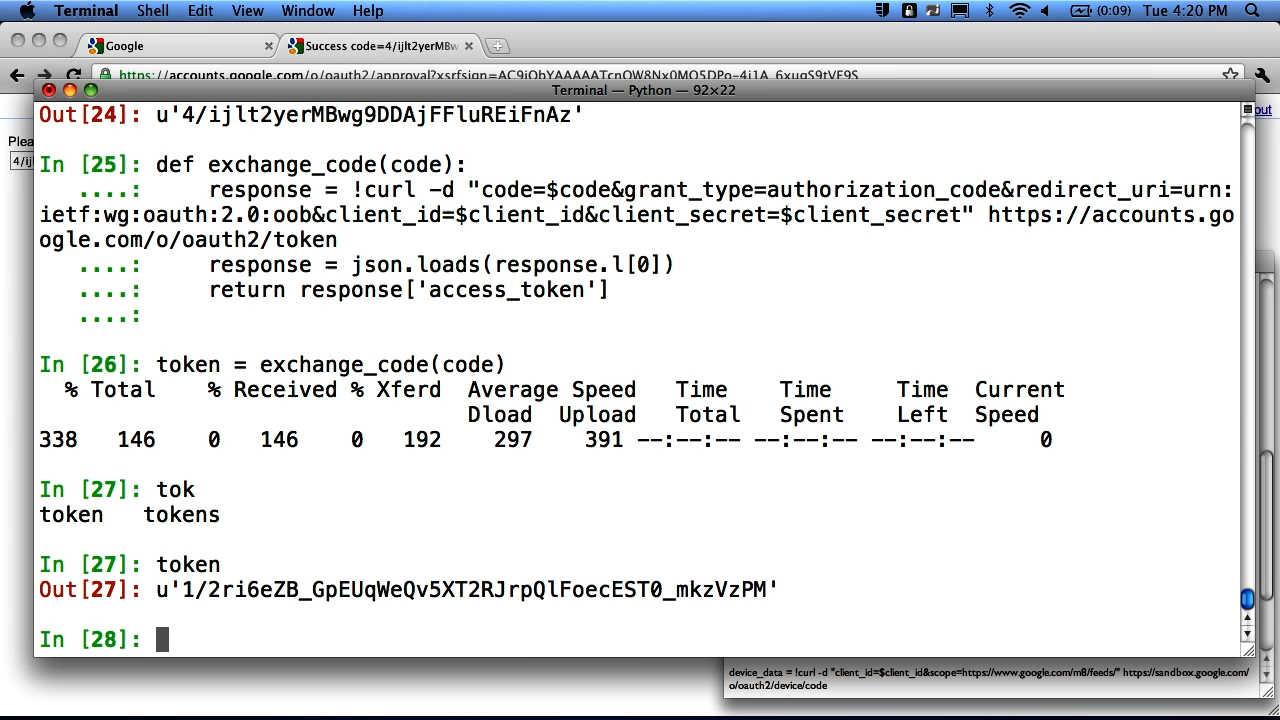 Terminal Shell Edit View Window Help (0:09) Tue 4:20 PM
Google Success code=4/ijlt2yerMBw
https://accounts.google.com/o/oauth2/approval?xsrfsign=
Terminal — Python — 92×22
out
Plea
4/ijl
Out[24]: u'4/ijlt2yerMBwg9DDAjFFluREiFnAz'
In [25]: def exchange_code(code):
....: response = !curl -d "code=$code&grant_type=authorization_code&redirect_uri=urn:
ietf:wg:oauth:2.0:oob&client_id=$client_id&client_secret=$client_secret" https://accounts.go
ogle.com/o/oauth2/token
....: response = json.loads(response.l[0])
....: return response['access_token']
....:
In [26]: token = exchange_code(code)
% Total % Received % Xferd Average Speed Time Time Time Current
Dload Upload Total Spent Left Speed
338 146 0 146 0 192 297 391 --:--:-- --:--:-- --:--:-- 0
In [27]: tok
token tokens
In [27]: token
Out[27]: u'1/2ri6eZB_GpEUqWeQv5XT2RJrpQlFoecEST0_mkzVzPM'
In [28]:
device_data = !curl -d "client_id=$client_id&scope=https://www.google.com/m8/feeds/" https://sandbox.google.com/
o/oauth2/device/code